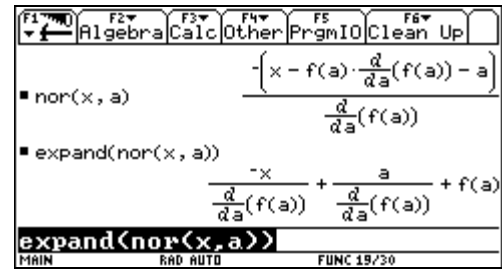 F1 F2 F3 F4 F5 F6
Algebra Calc Other PrgmIO Clean Up
-(x - f(a)·d/da(f(a)) - a)
▪ nor(x, a)
d/da(f(a))
▪ expand(nor(x, a))
-x / d/da(f(a)) + a / d/da(f(a)) + f(a)
expand(nor(x,a))
MAIN RAD AUTO FUNC 19/30